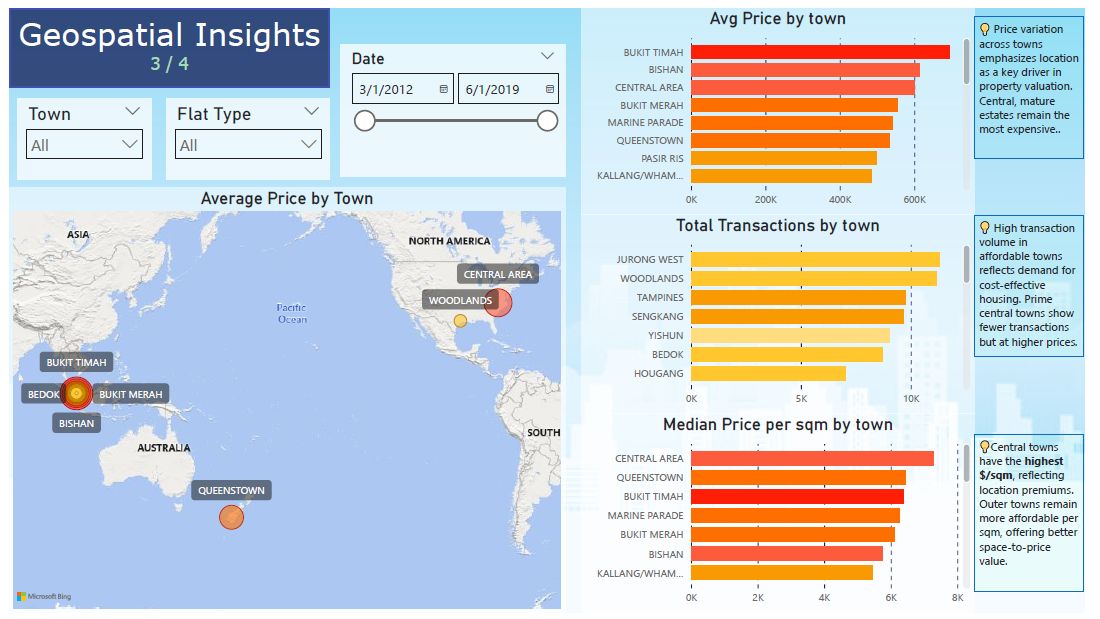 Geospatial Insights
3 / 4
Town
All
Flat Type
All
Date
3/1/2012
6/1/2019
Average Price by Town
ASIA
NORTH AMERICA
CENTRAL AREA
WOODLANDS
Pacific
Ocean
BUKIT TIMAH
BEDOK
BUKIT MERAH
BISHAN
AUSTRALIA
SOUTH
QUEENSTOWN
Microsoft Bing
Avg Price by town
BUKIT TIMAH
BISHAN
CENTRAL AREA
BUKIT MERAH
MARINE PARADE
QUEENSTOWN
PASIR RIS
KALLANG/WHAM...
0K 200K 400K 600K
Price variation
across towns
emphasizes location
as a key driver in
property valuation.
Central, mature
estates remain the
most expensive..
Total Transactions by town
JURONG WEST
WOODLANDS
TAMPINES
SENGKANG
YISHUN
BEDOK
HOUGANG
0K 5K 10K
High transaction
volume in
affordable towns
reflects demand for
cost-effective
housing. Prime
central towns show
fewer transactions
but at higher prices.
Median Price per sqm by town
CENTRAL AREA
QUEENSTOWN
BUKIT TIMAH
MARINE PARADE
BUKIT MERAH
BISHAN
KALLANG/WHAM...
0K 2K 4K 6K 8K
Central towns
have the highest
$/sqm, reflecting
location premiums.
Outer towns remain
more affordable per
sqm, offering better
space-to-price
value.